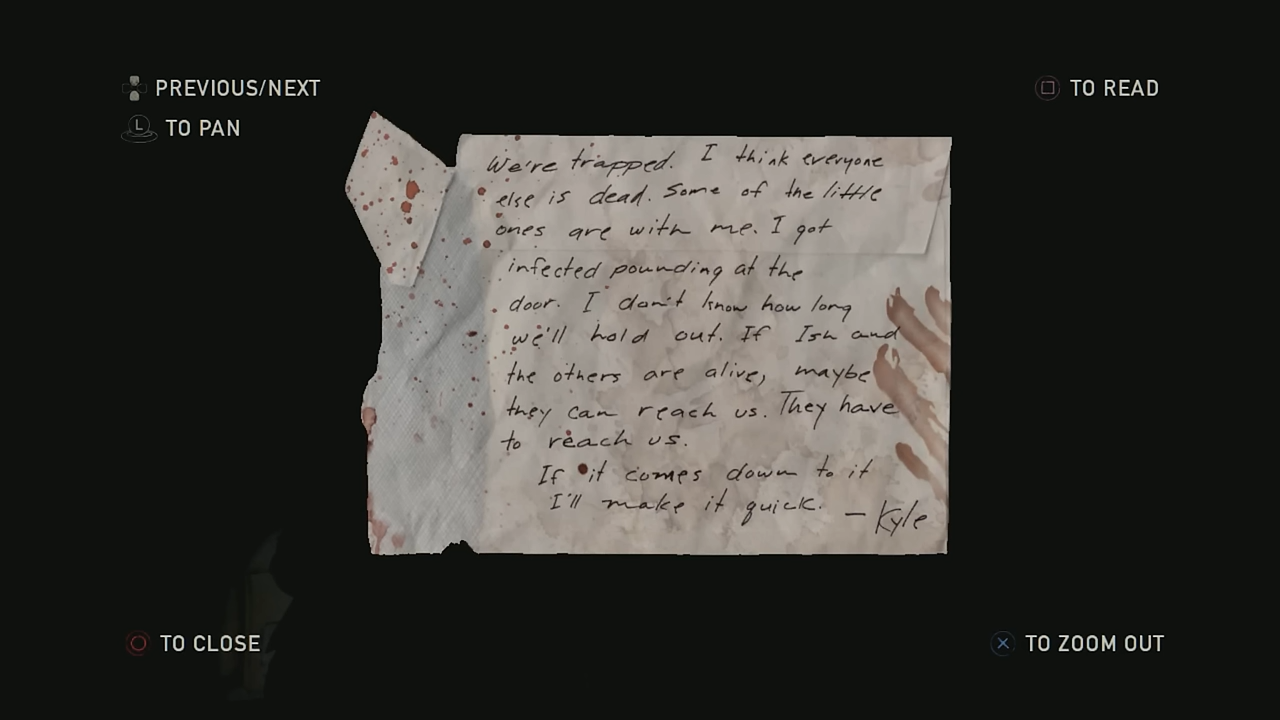 PREVIOUS/NEXT
L TO PAN
TO READ
We're trapped. I think everyone
else is dead. Some of the little
ones are with me. I got
infected pounding at the
door. I don't know how long
we'll hold out. If Ish and
the others are alive, maybe
they can reach us. They have
to reach us.
If it comes down to it
I'll make it quick. — Kyle
TO CLOSE
TO ZOOM OUT